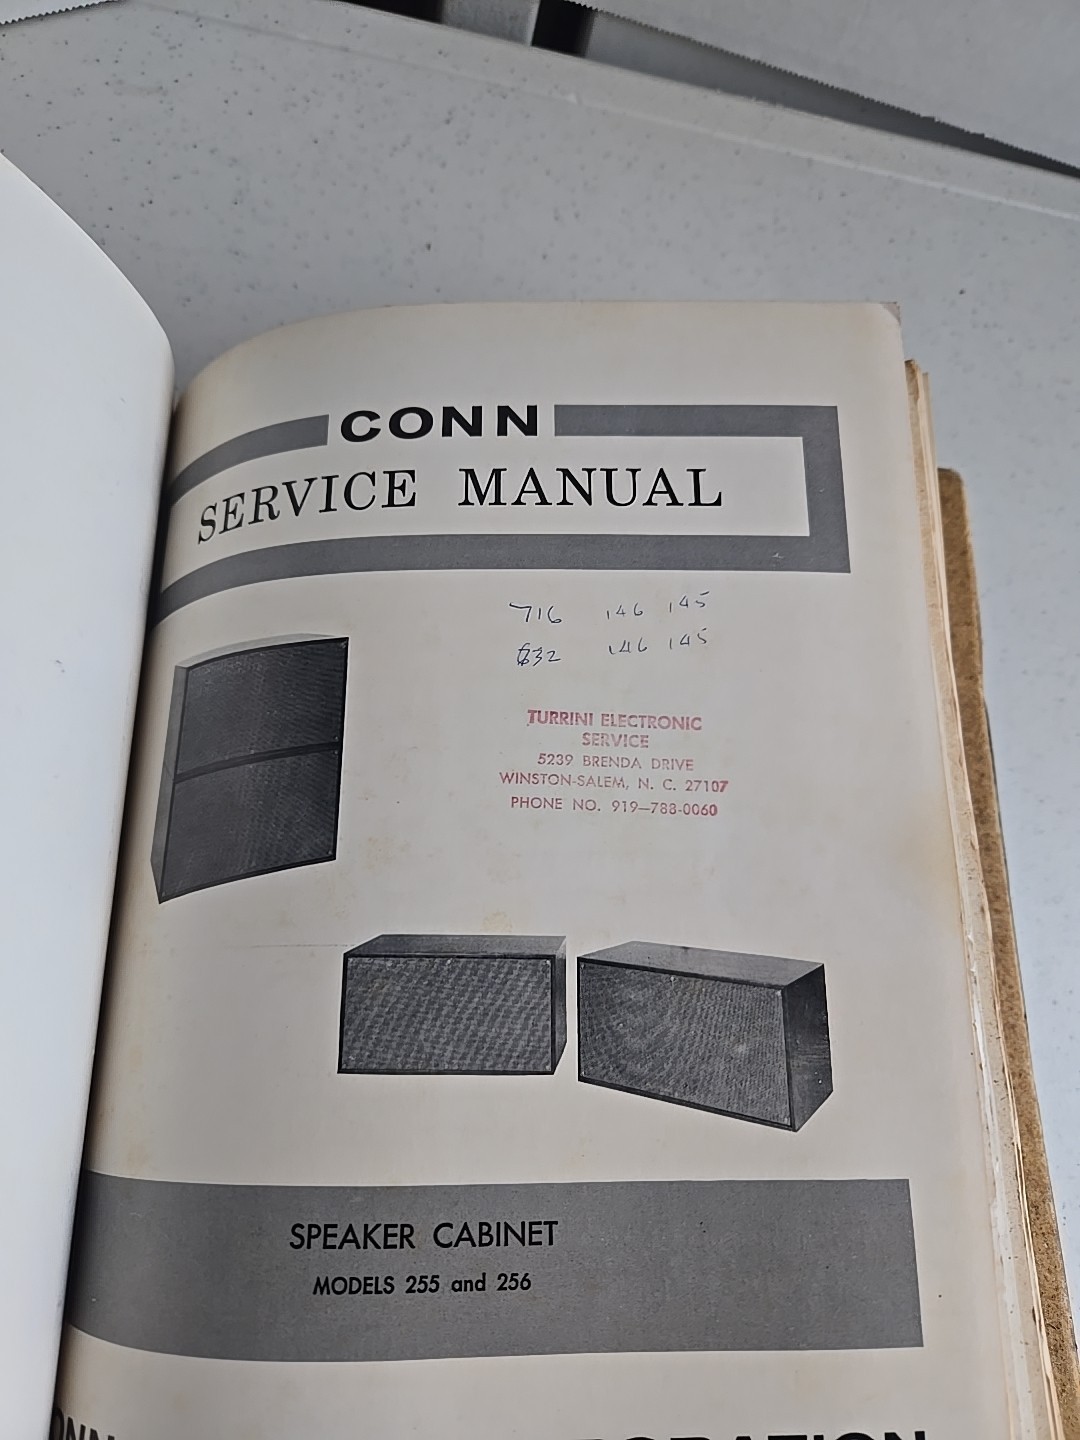 CONN
SERVICE MANUAL
716 146 145
632 146 145
TURRINI ELECTRONIC
SERVICE
5239 BRENDA DRIVE
WINSTON-SALEM, N. C. 27107
PHONE NO. 919-788-0060
SPEAKER CABINET
MODELS 255 and 256